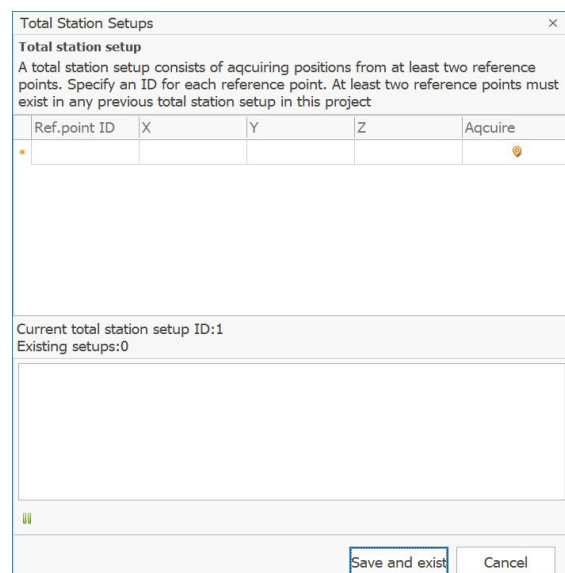 Total Station Setups
Total station setup
A total station setup consists of aqcuiring positions from at least two reference
points. Specify an ID for each reference point. At least two reference points must
exist in any previous total station setup in this project
Ref.point ID X Y Z Aqcuire
Current total station setup ID:1
Existing setups:0
Save and exist Cancel